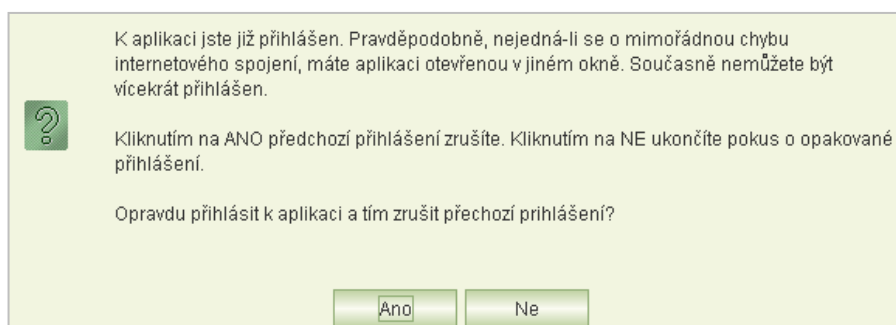 K aplikaci jste již přihlášen. Pravděpodobně, nejedná-li se o mimořádnou chybu
internetového spojení, máte aplikaci otevřenou v jiném okně. Současně nemůžete být
vícekrát přihlášen.
Kliknutím na ANO předchozí přihlášení zrušíte. Kliknutím na NE ukončíte pokus o opakované
přihlášení.
Opravdu přihlásit k aplikaci a tím zrušit přechozí prihlášení?
Ano Ne